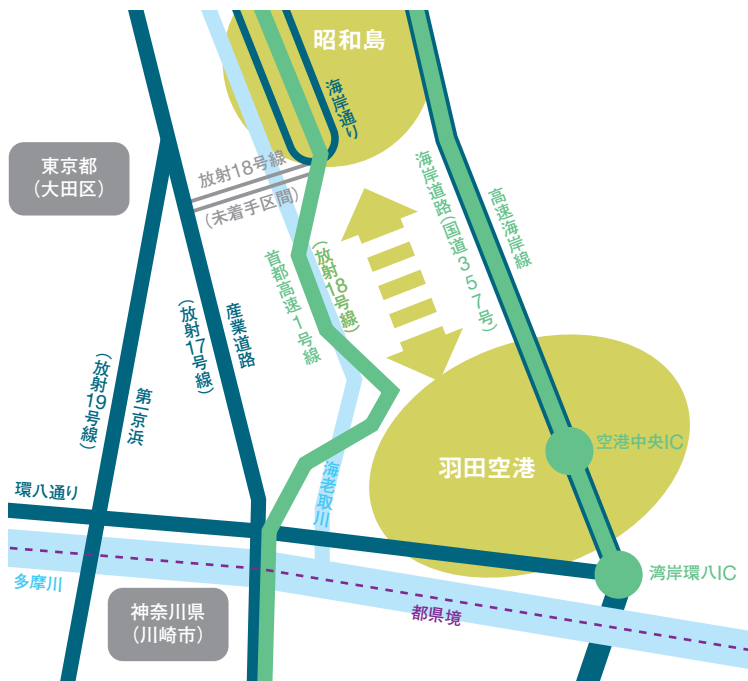 昭和島
海岸通り
東京都
（大田区）
放射18号線
（未着手区間）
海岸道路（国道357号）
高速海岸線
首都高速1号線
（放射18号線）
産業道路
（放射17号線）
第一京浜
（放射19号線）
羽田空港
空港中央IC
海老取川
環八通り
湾岸環八IC
多摩川
神奈川県
（川崎市）
都県境